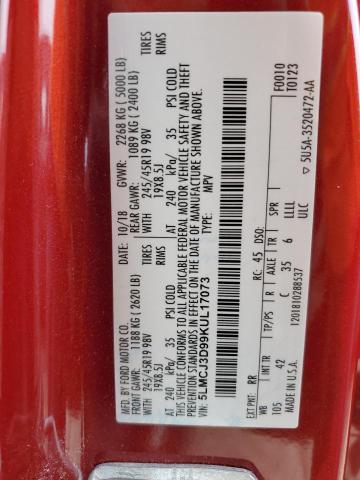 MFD. BY FORD MOTOR CO.
10/18
GVWR: 2268 KG ( 5000 LB)
FRONT GAWR: 1188 KG ( 2620 LB)
REAR GAWR: 1089 KG ( 2400 LB)
WITH 245/45R19 98V TIRES
WITH 245/45R19 98V TIRES
19X8.5J RIMS
19X8.5J RIMS
AT 240 kPa/ 35 PSI COLD
AT 240 kPa/ 35 PSI COLD
THIS VEHICLE CONFORMS TO ALL APPLICABLE FEDERAL MOTOR VEHICLE SAFETY AND THEFT
PREVENTION STANDARDS IN EFFECT ON THE DATE OF MANUFACTURE SHOWN ABOVE.
VIN: 5LMCJ3D99KUL17073
TYPE: MPV
F0010
T0123
EXT PNT: RR RC: 45 DSO:
WB INT TR TP/PS R AXLE TR SPR
105 42 C 35 6 LLLL
ULC
MADE IN U.S.A.
1201810288537
▽ 5U5A-3520472-AA